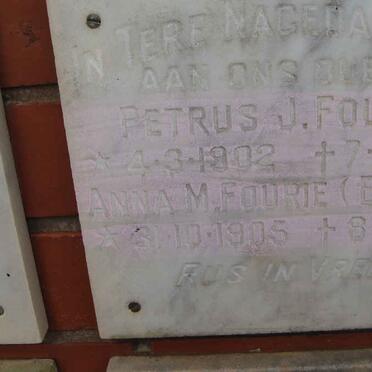 IN TERE NAGEDA
AAN ONS
PETRUS J. FOU
* 4-3-1902 † 7-
ANNA M. FOURIE (
* 31-10-1905 † 8
RUS IN VRE